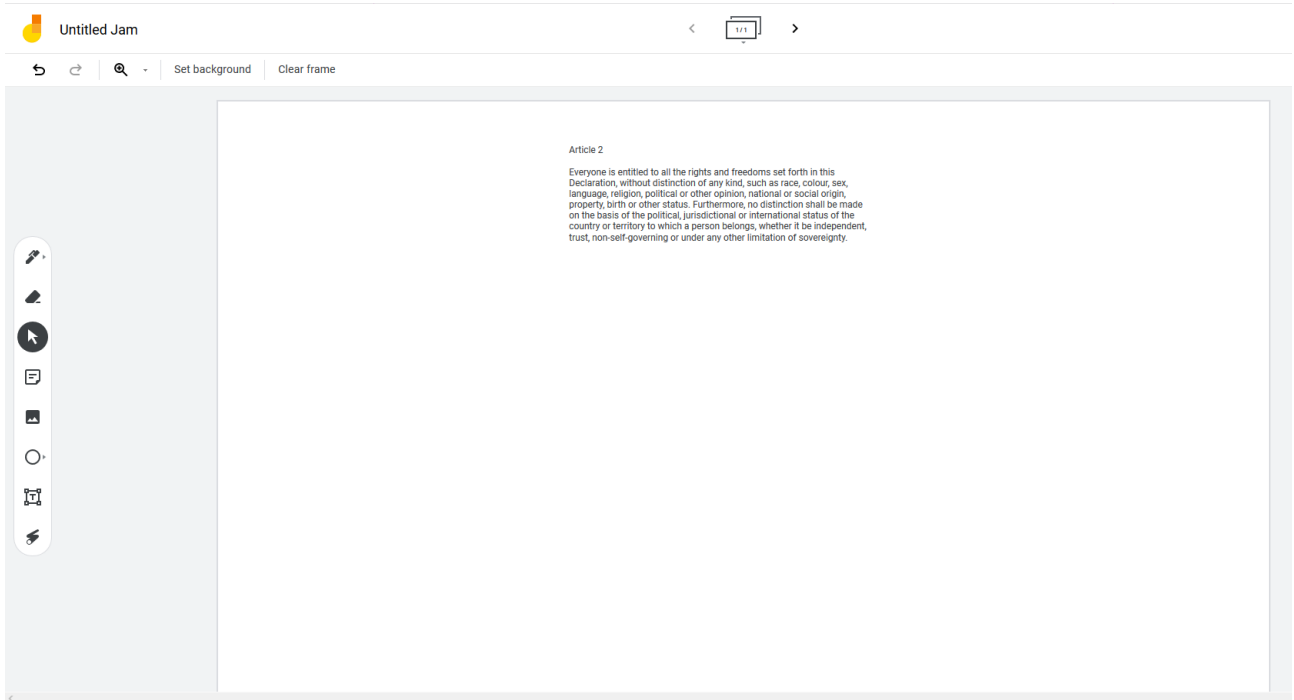 Untitled Jam
1/1
Set background
Clear frame
Article 2
Everyone is entitled to all the rights and freedoms set forth in this
Declaration, without distinction of any kind, such as race, colour, sex,
language, religion, political or other opinion, national or social origin,
property, birth or other status. Furthermore, no distinction shall be made
on the basis of the political, jurisdictional or international status of the
country or territory to which a person belongs, whether it be independent,
trust, non-self-governing or under any other limitation of sovereignty.
T